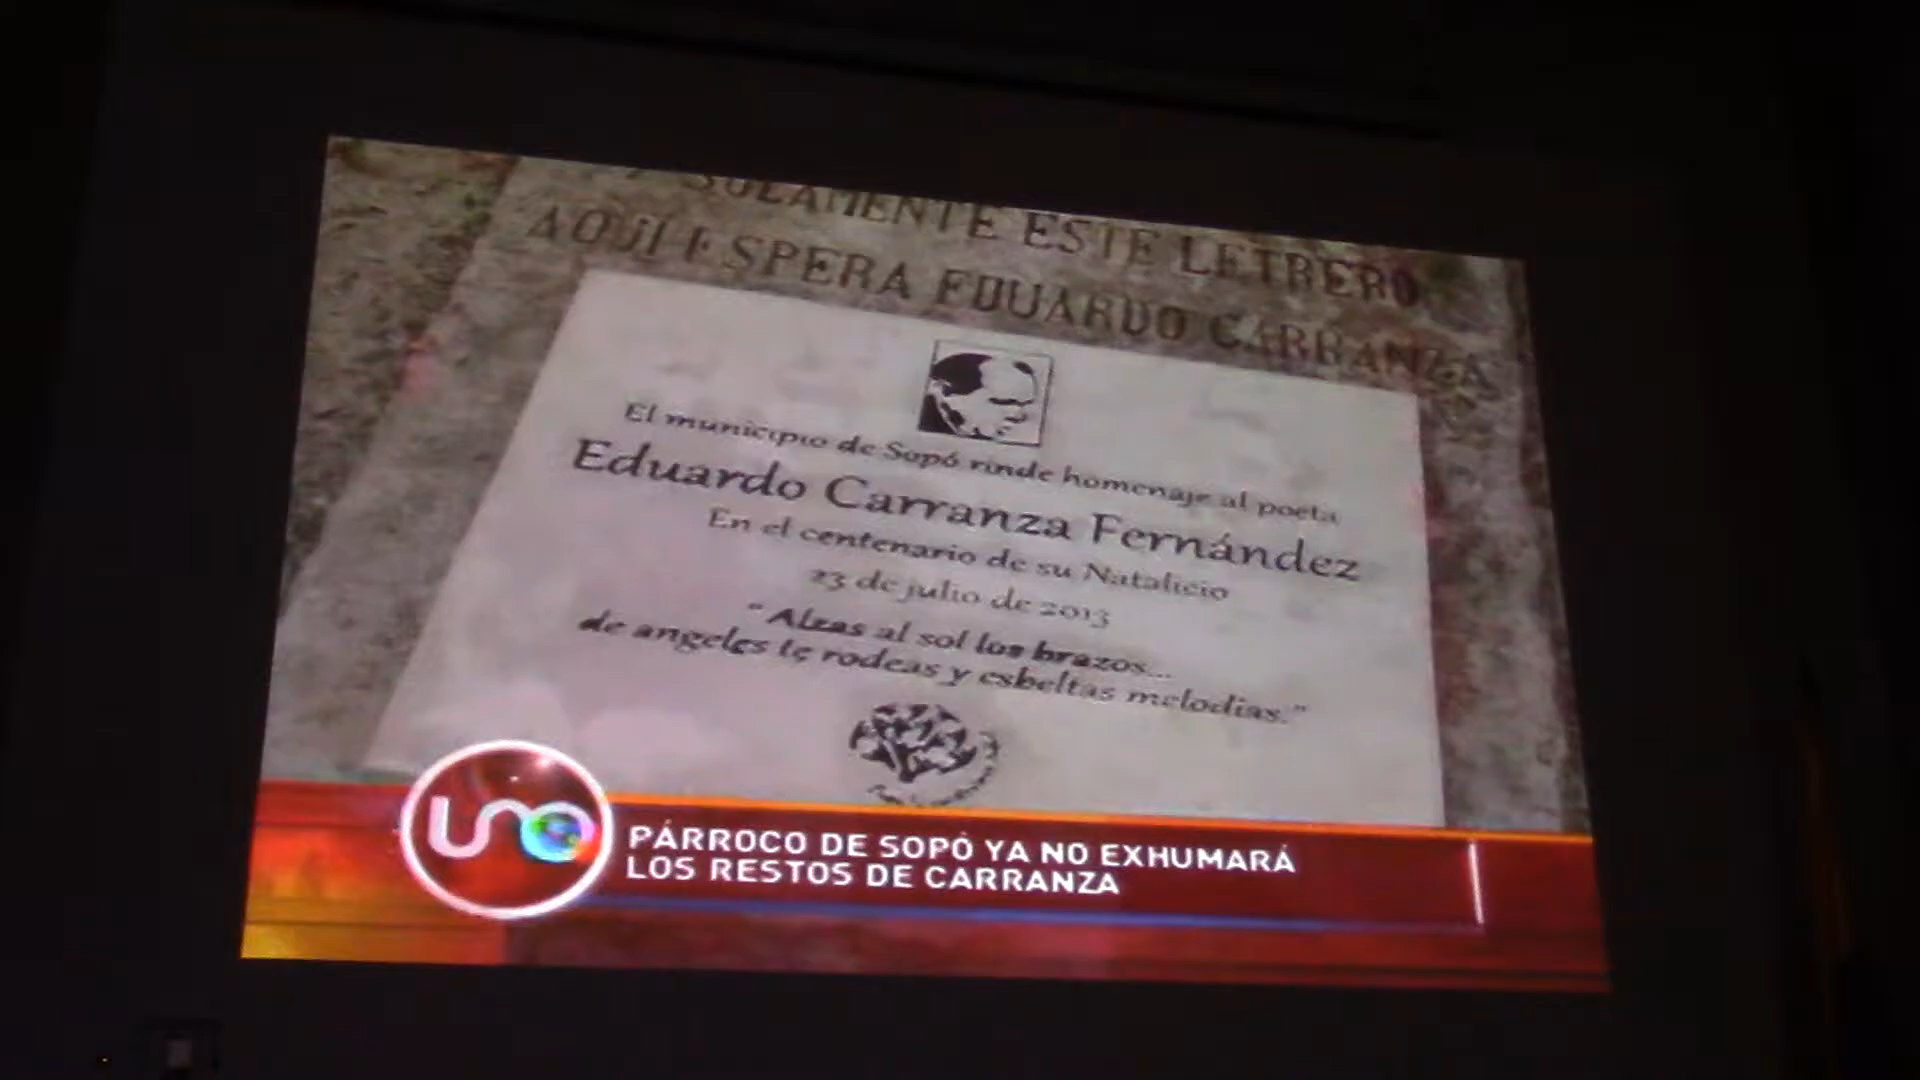 SOLAMENTE ESTE LETRERO
AQUI ESPERA EDUARDO CARRANZA
El municipio de Sopó rinde homenaje al poeta
Eduardo Carranza Fernández
En el centenario de su Natalicio
23 de julio de 2013
"Alzas al sol los brazos...
de angeles te rodeas y esbeltas melodias."
UNO
PÁRROCO DE SOPÓ YA NO EXHUMARÁ
LOS RESTOS DE CARRANZA